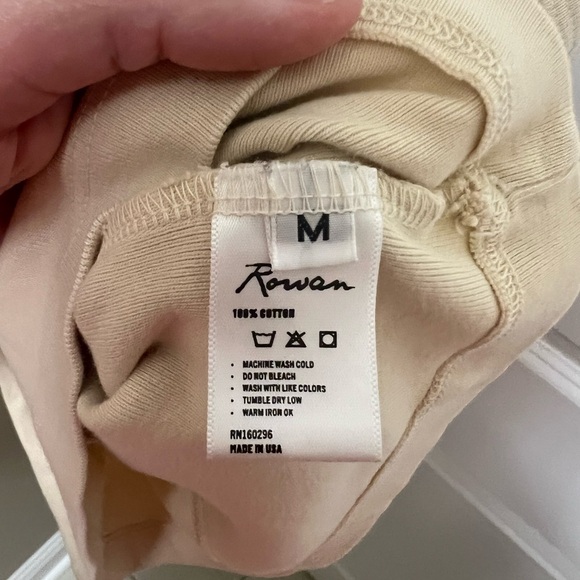 M
Rowan
100% COTTON
• MACHINE WASH COLD
• DO NOT BLEACH
• WASH WITH LIKE COLORS
• TUMBLE DRY LOW
• WARM IRON OK
RN160296
MADE IN USA